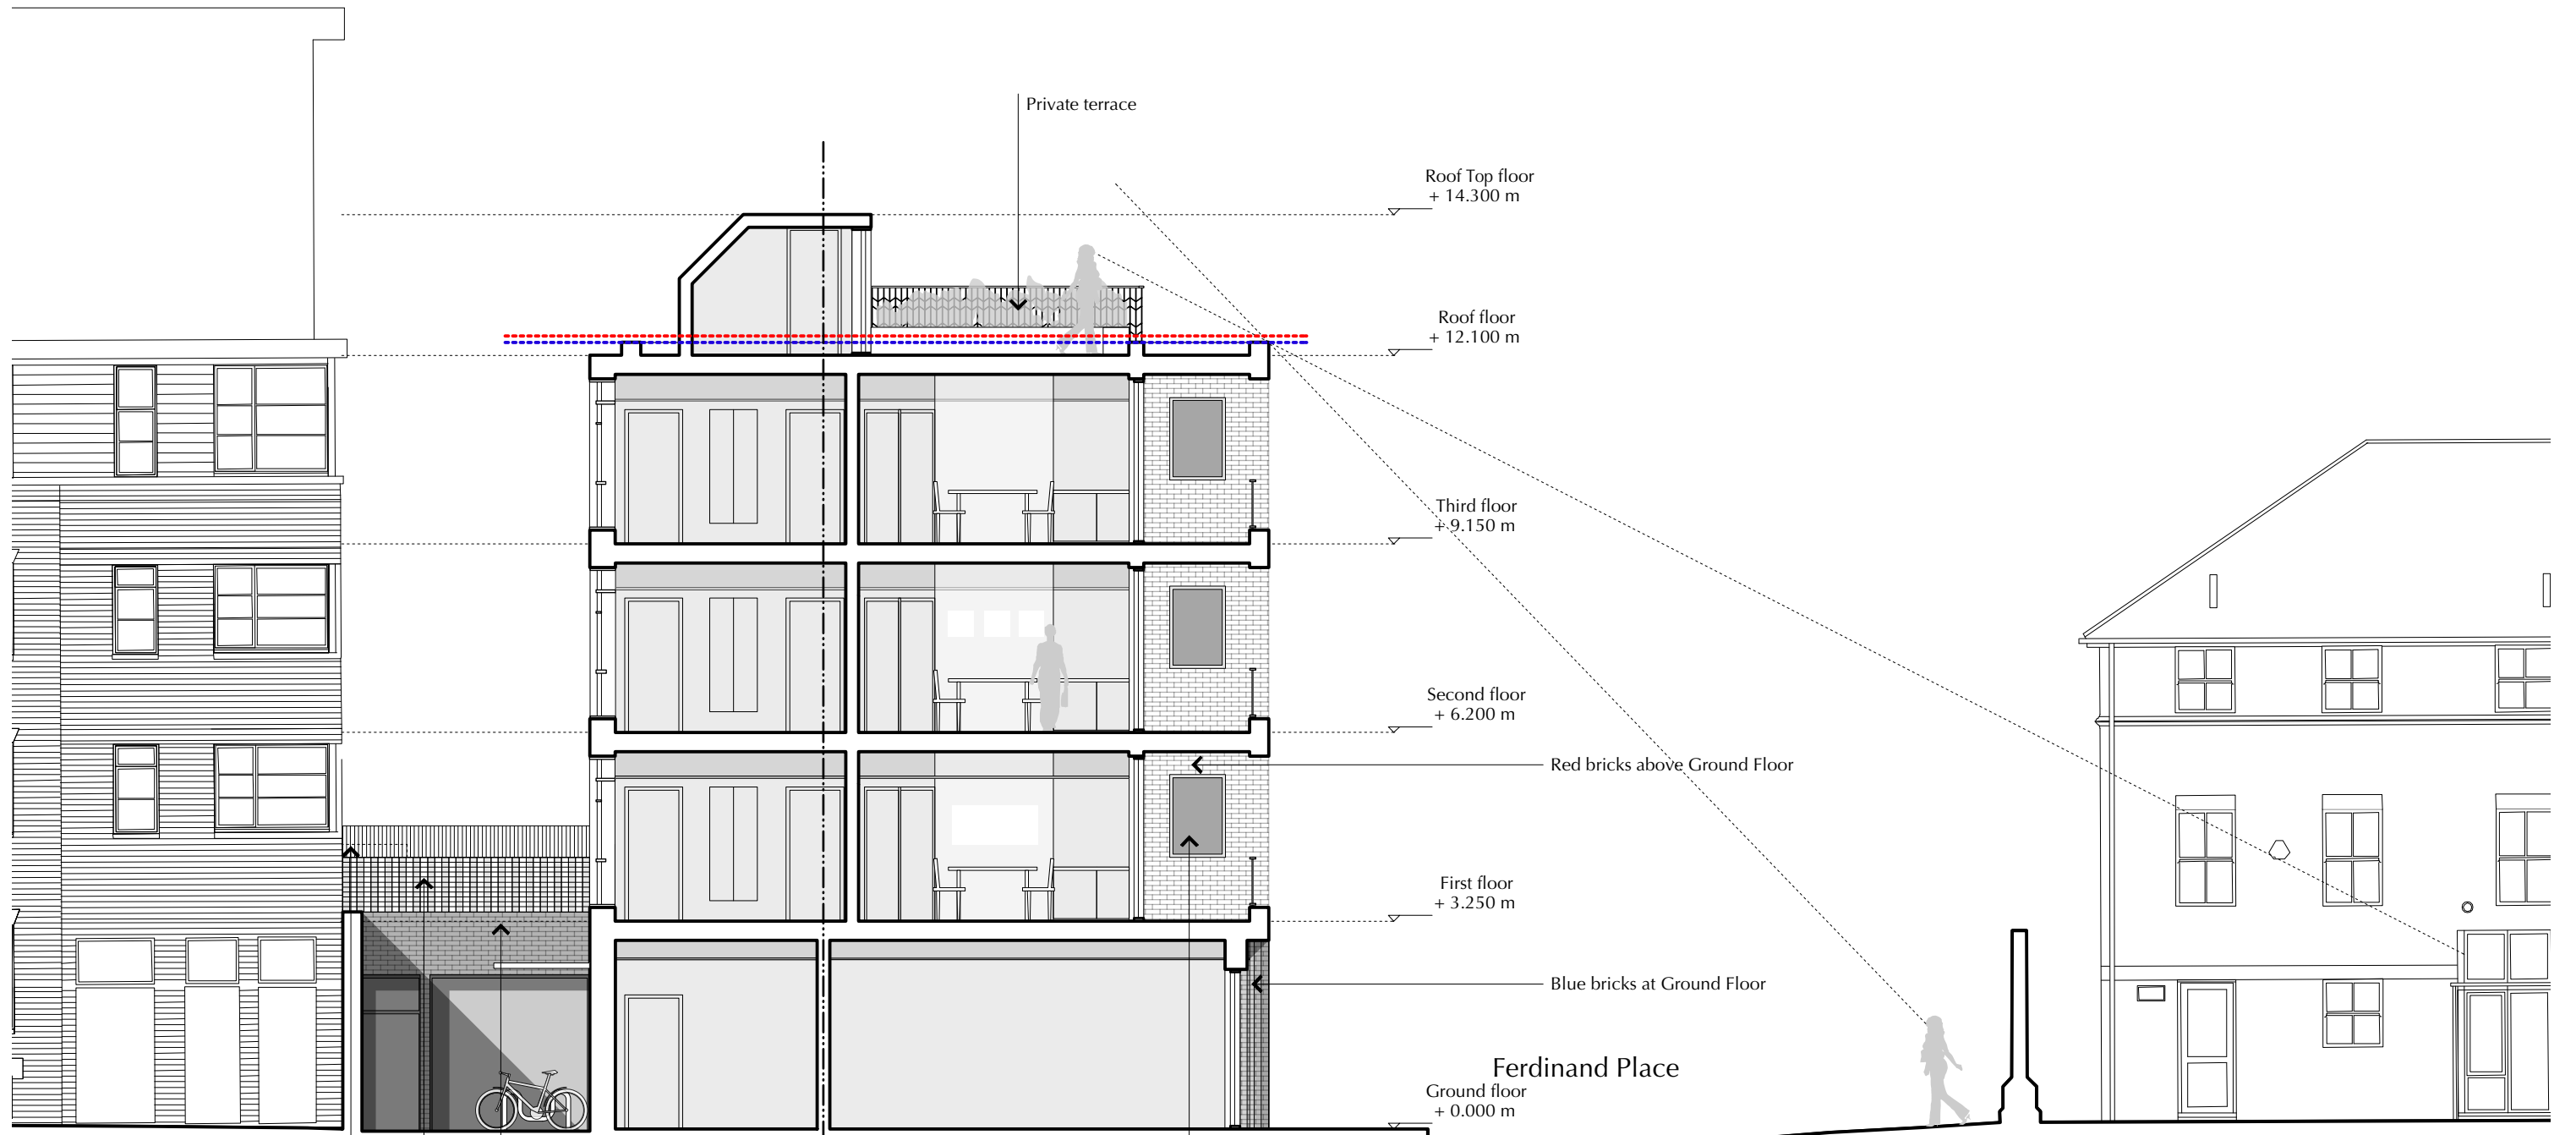 Private terrace
Roof Top floor
+ 14.300 m
Roof floor
+ 12.100 m
Third floor
+ 9.150 m
Second floor
+ 6.200 m
Red bricks above Ground Floor
First floor
+ 3.250 m
Blue bricks at Ground Floor
Ferdinand Place
Ground floor
+ 0.000 m